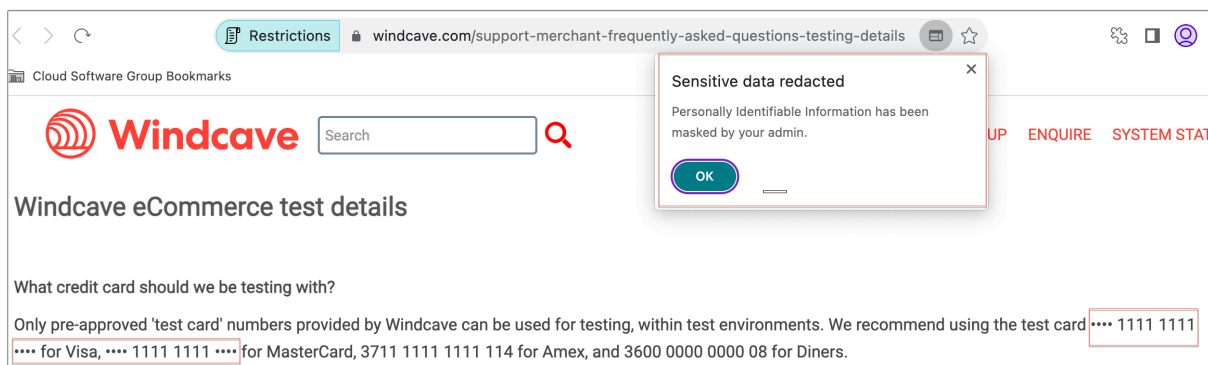 Restrictions windcave.com/support-merchant-frequently-asked-questions-testing-details
Cloud Software Group Bookmarks
Sensitive data redacted
Personally Identifiable Information has been
masked by your admin.
OK
Windcave Search UP ENQUIRE SYSTEM STAT
Windcave eCommerce test details
What credit card should we be testing with?
Only pre-approved 'test card' numbers provided by Windcave can be used for testing, within test environments. We recommend using the test card •••• 1111 1111
•••• for Visa, •••• 1111 1111 •••• for MasterCard, 3711 1111 1111 114 for Amex, and 3600 0000 0000 08 for Diners.